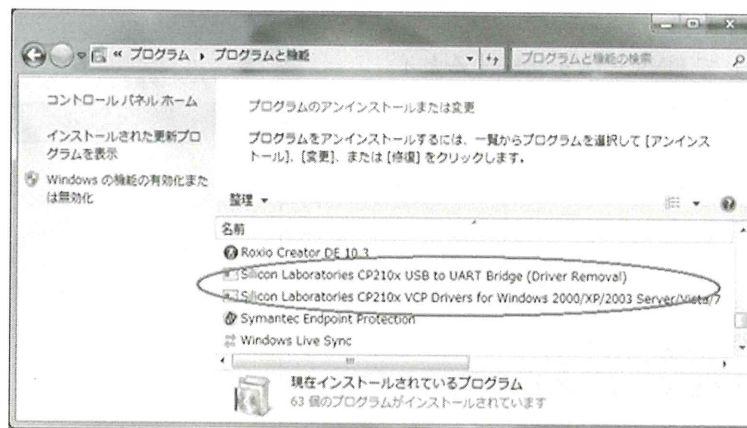 « プログラム › プログラムと機能
プログラムと機能の検索
コントロール パネル ホーム
インストールされた更新プロ
グラムを表示
Windows の機能の有効化また
は無効化
プログラムのアンインストールまたは変更
プログラムをアンインストールするには、一覧からプログラムを選択して [アンインス
トール]、[変更]、または [修復] をクリックします。
整理
名前
Roxio Creator DE 10.3
Silicon Laboratories CP210x USB to UART Bridge (Driver Removal)
Silicon Laboratories CP210x VCP Drivers for Windows 2000/XP/2003 Server/Vista/7
Symantec Endpoint Protection
Windows Live Sync
現在インストールされているプログラム
63 個のプログラムがインストールされています